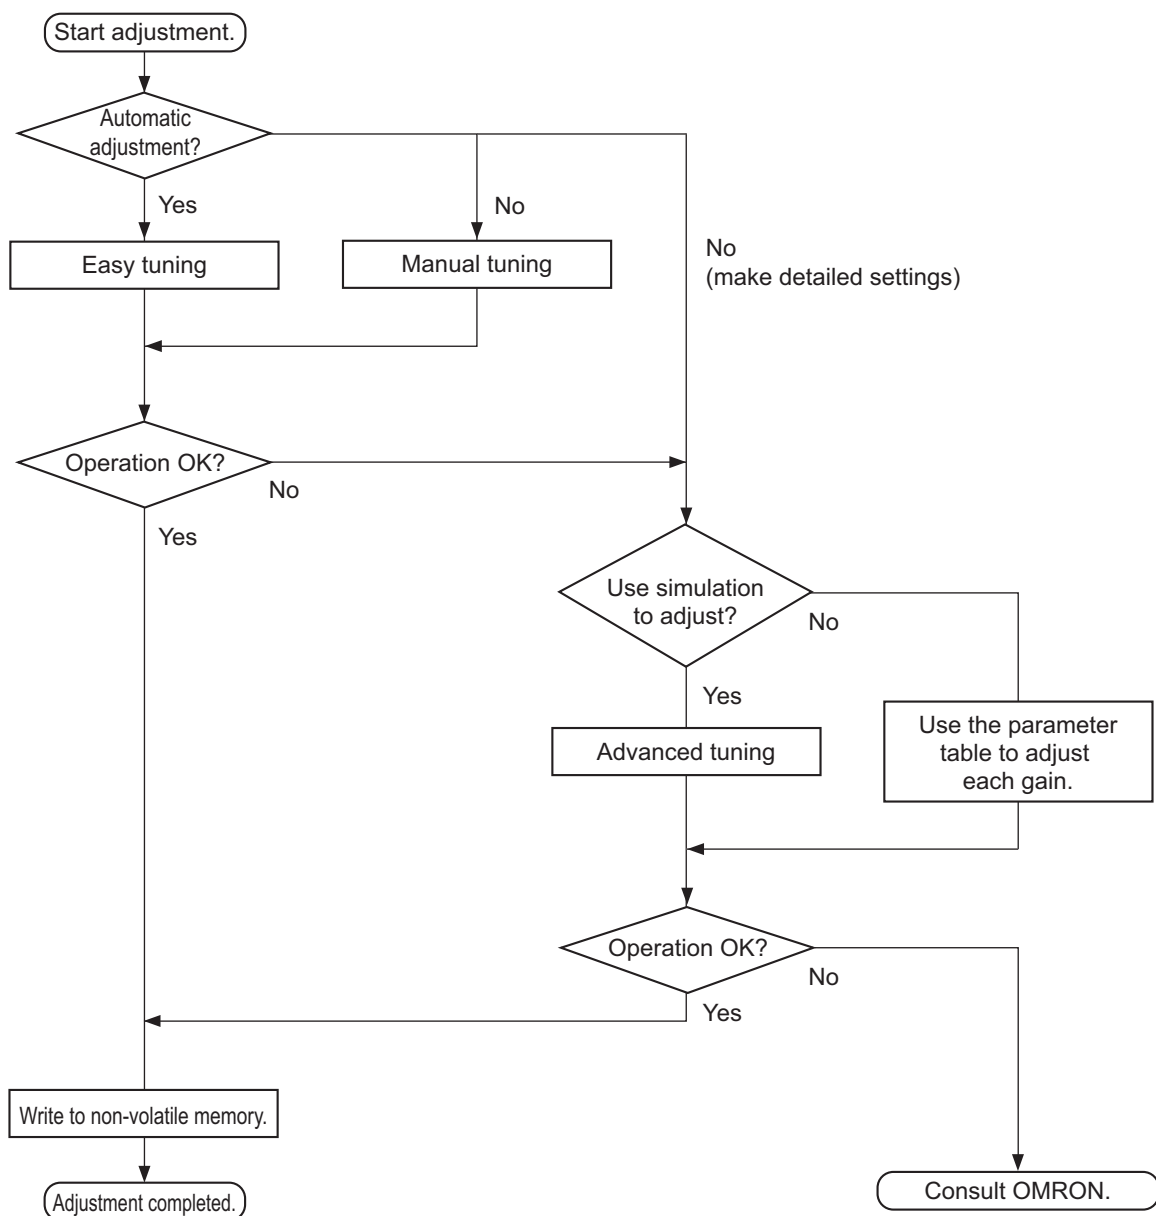 Start adjustment.
Automatic
adjustment?
Yes
No
No
(make detailed settings)
Easy tuning
Manual tuning
Operation OK?
No
Yes
Use simulation
to adjust?
No
Yes
Advanced tuning
Use the parameter
table to adjust
each gain.
Operation OK?
No
Yes
Write to non-volatile memory.
Adjustment completed.
Consult OMRON.